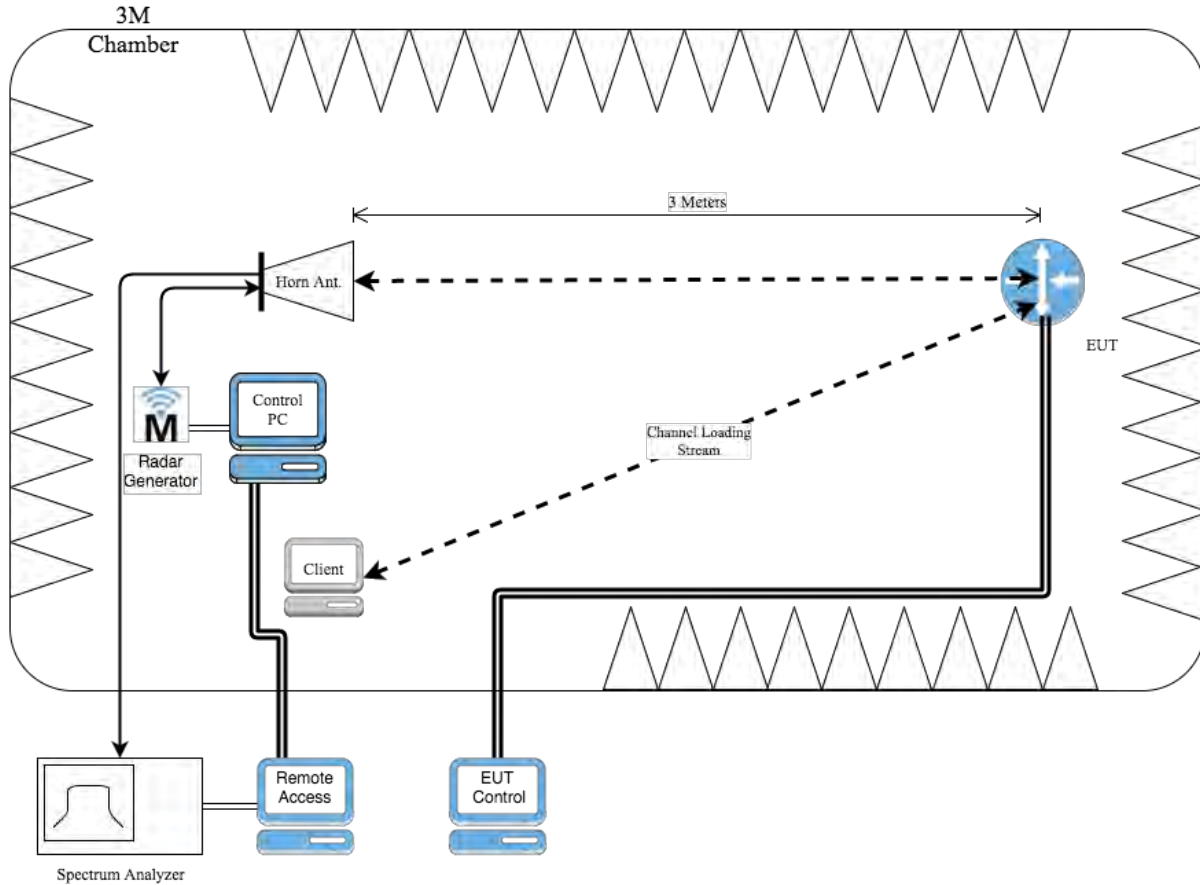 3M
Chamber
3 Meters
Horn Ant.
EUT
Control
PC
M
Radar
Generator
Channel Loading
Stream
Client
Remote
Access
EUT
Control
Spectrum Analyzer